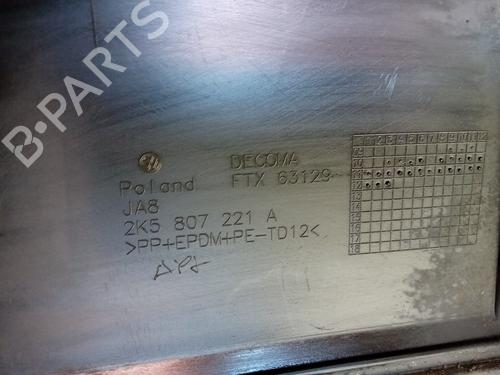 B-PARTS
DECOMA
Poland FTX 63129
JA8
2K5 807 221 A
>PP+EPDM+PE-TD12<